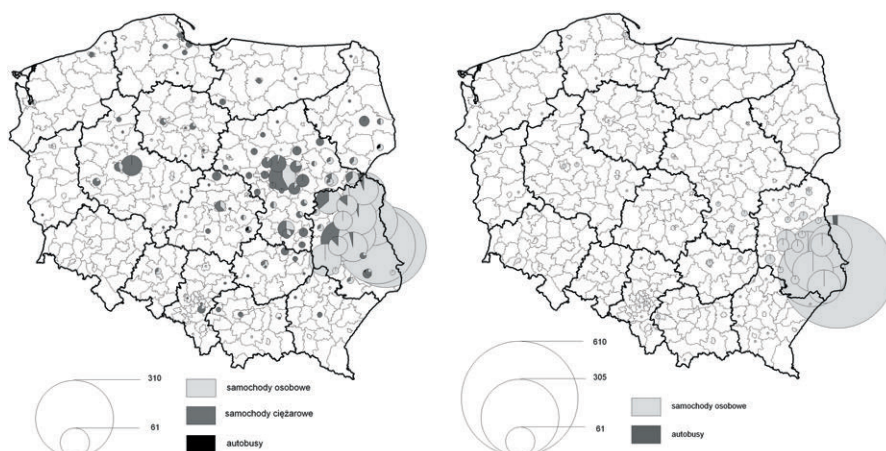 310
61
samochody osobowe
samochody ciężarowe
autobusy
610
305
61
samochody osobowe
autobusy